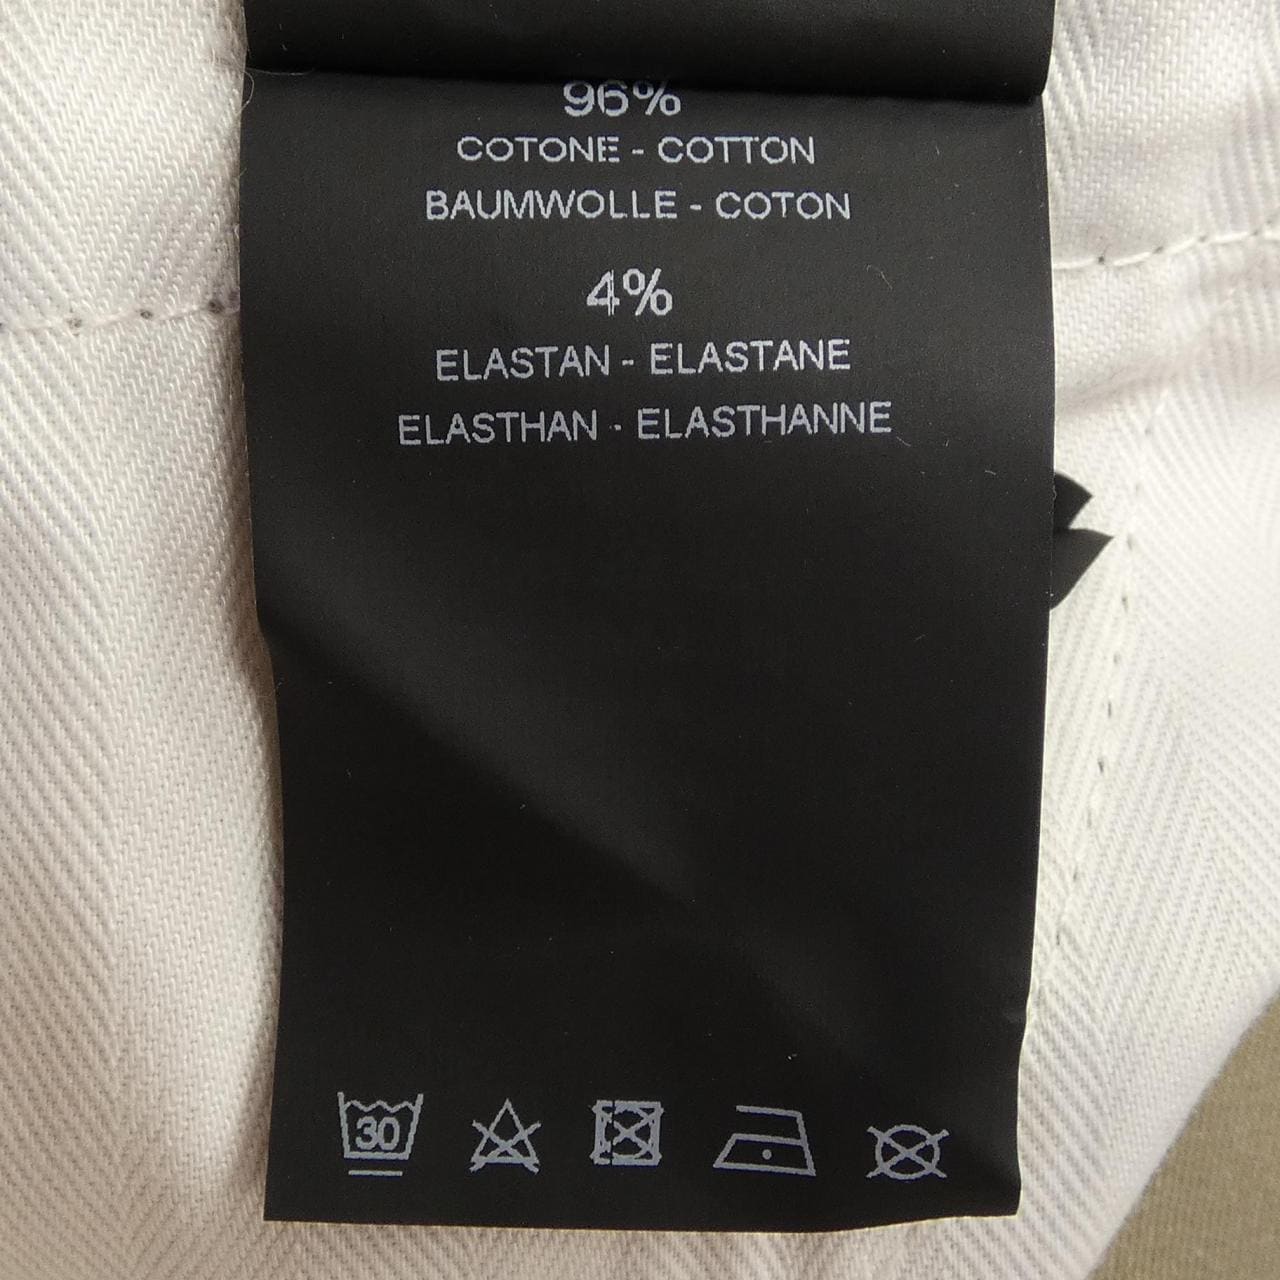 96%
COTONE - COTTON
BAUMWOLLE - COTON
4%
ELASTAN - ELASTANE
ELASTHAN - ELASTHANNE
30